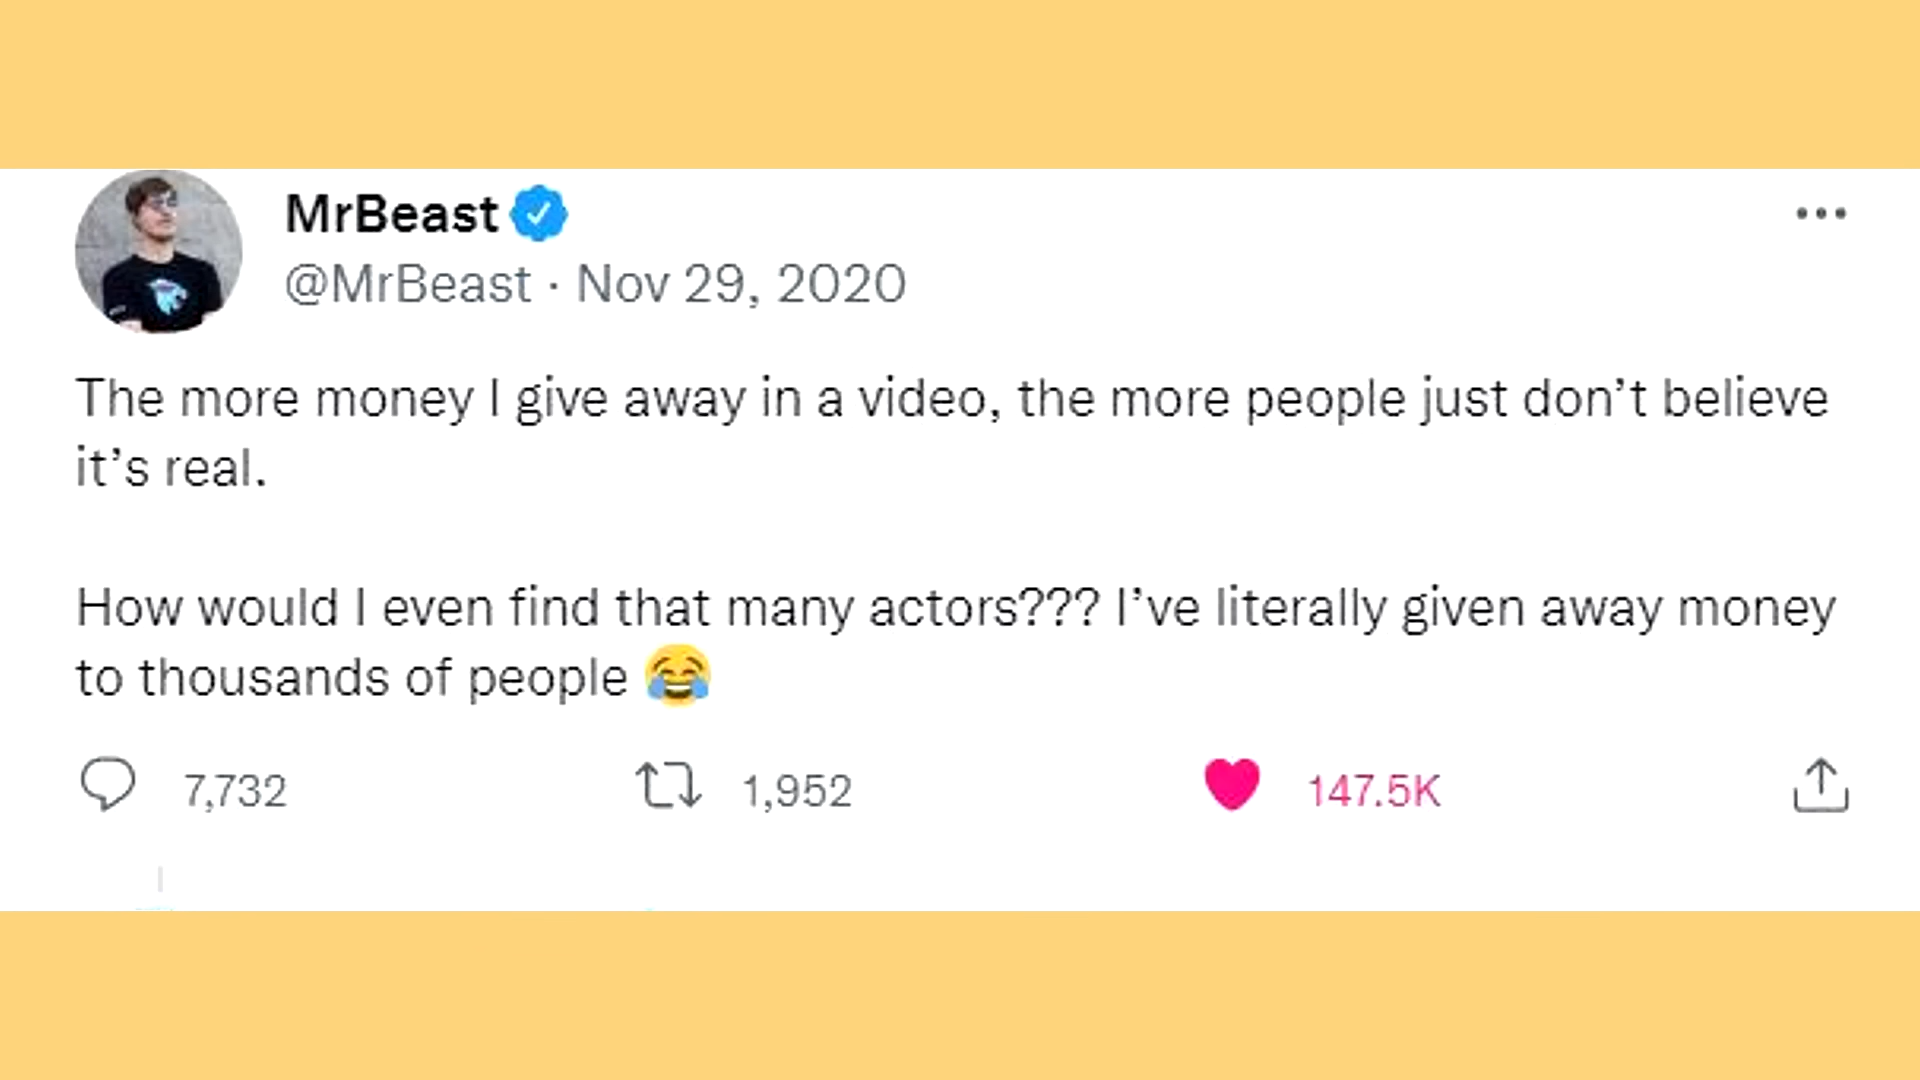 MrBeast
@MrBeast · Nov 29, 2020
The more money I give away in a video, the more people just don’t believe
it’s real.
How would I even find that many actors??? I’ve literally given away money
to thousands of people 😂
7,732 1,952 147.5K